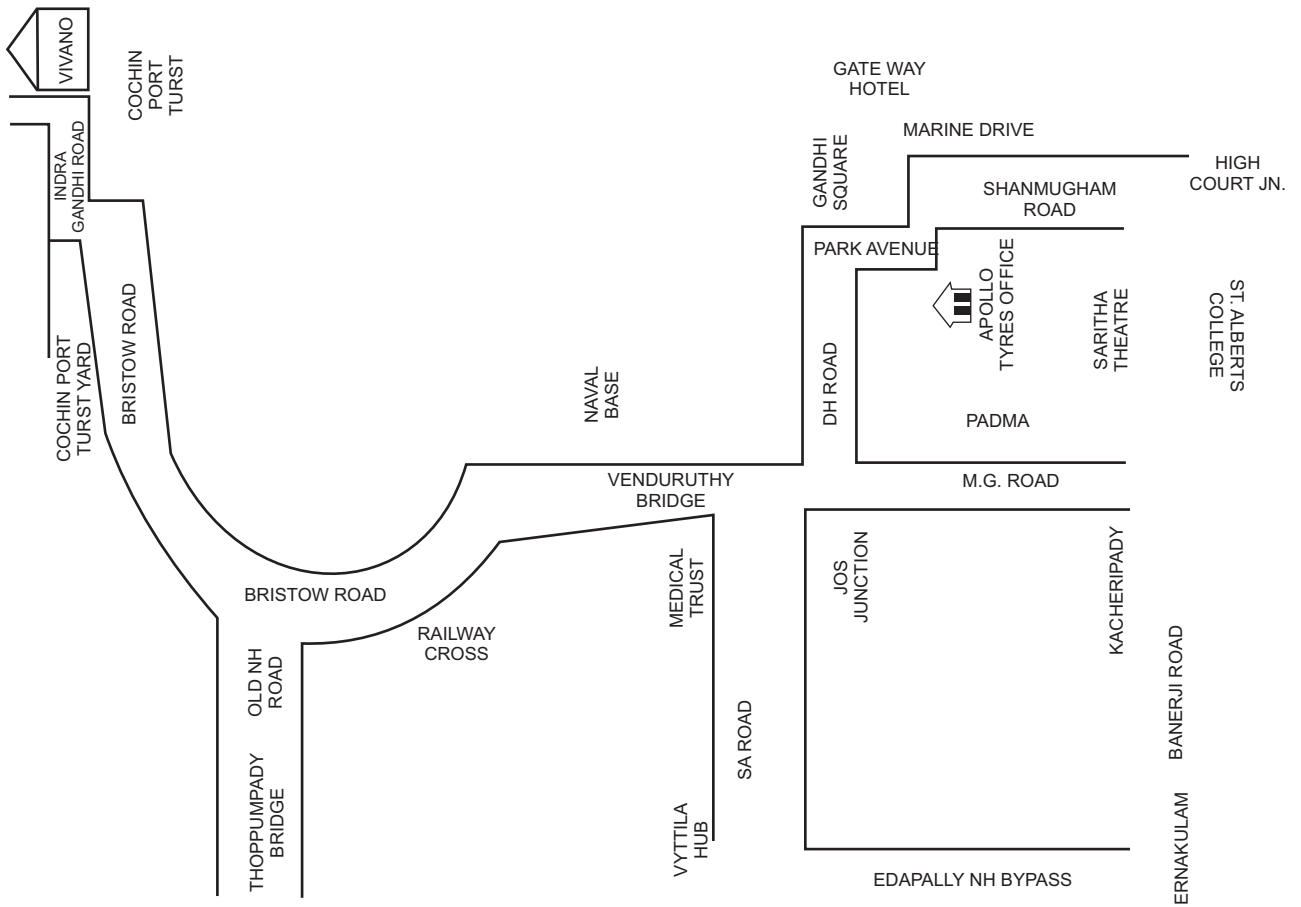 VIVANO
COCHIN
PORT
TURST
INDRA
GANDHI ROAD
BRISTOW ROAD
COCHIN PORT
TURST YARD
BRISTOW ROAD
RAILWAY
CROSS
OLD NH
ROAD
THOPPUMPADY
BRIDGE
NAVAL
BASE
VENDURUTHY
BRIDGE
MEDICAL
TRUST
SA ROAD
VYTTILA
HUB
GATE WAY
HOTEL
MARINE DRIVE
GANDHI
SQUARE
HIGH
COURT JN.
SHANMUGHAM
ROAD
PARK AVENUE
APOLLO
TYRES OFFICE
SARITHA
THEATRE
ST. ALBERTS
COLLEGE
DH ROAD
PADMA
M.G. ROAD
JOS
JUNCTION
KACHERIPADY
BANERJI ROAD
ERNAKULAM
EDAPALLY NH BYPASS